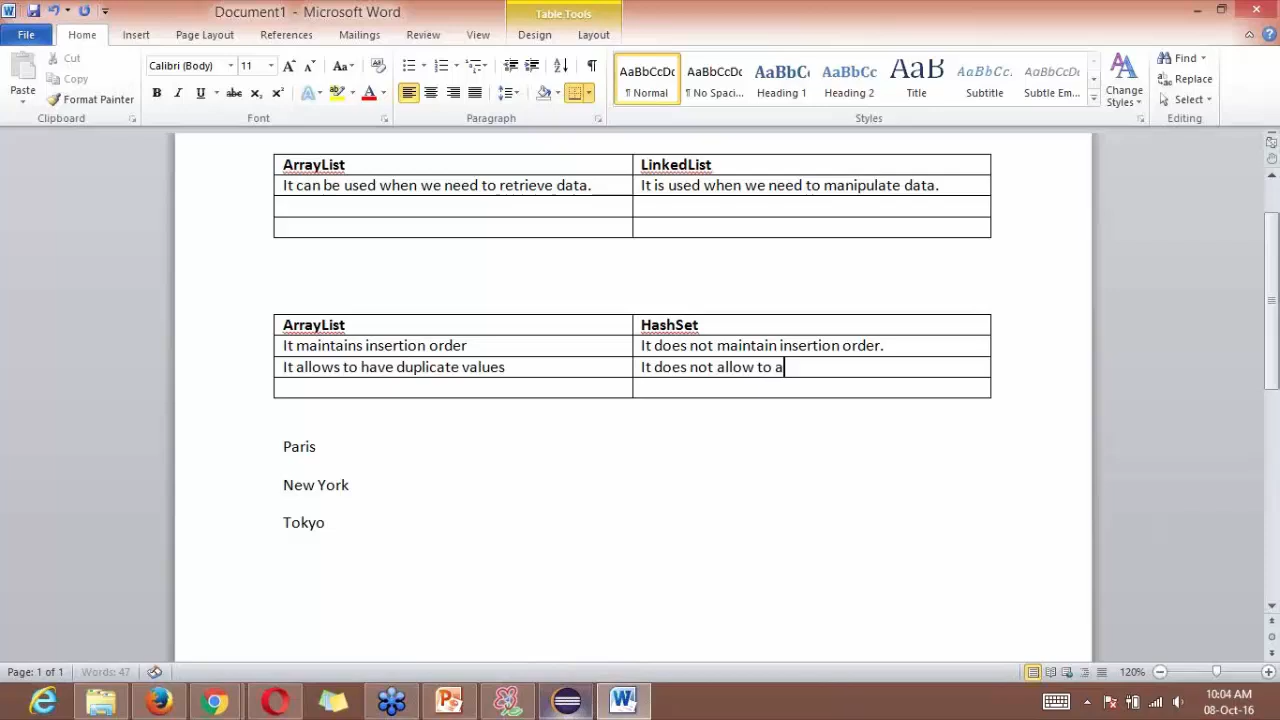 Document1 - Microsoft Word
Table Tools
File Home Insert Page Layout References Mailings Review View Design Layout
Cut
Copy
Format Painter
Paste
Calibri (Body) 11
AaBbCcDc AaBbCcDc AaBbC AaBbCc AaB AaBbCc. AaBbCcDc
¶ Normal ¶ No Spaci... Heading 1 Heading 2 Title Subtitle Subtle Em...
Change
Styles
Find
Replace
Select
Clipboard Font Paragraph Styles Editing
ArrayList LinkedList
It can be used when we need to retrieve data. It is used when we need to manipulate data.
ArrayList HashSet
It maintains insertion order It does not maintain insertion order.
It allows to have duplicate values It does not allow to a
Paris
New York
Tokyo
Page: 1 of 1 Words: 47 120%
10:04 AM
08-Oct-16